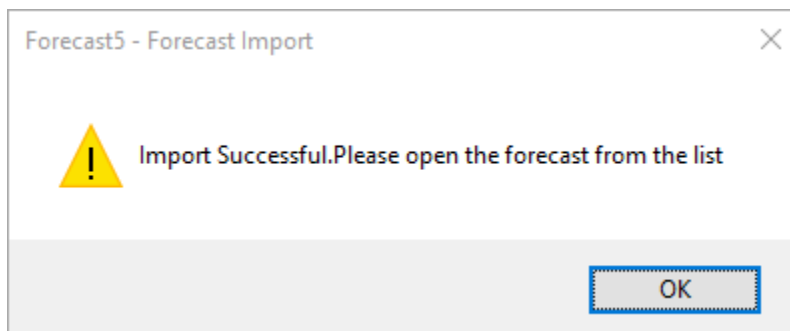 Forecast5 - Forecast Import
Import Successful.Please open the forecast from the list
OK